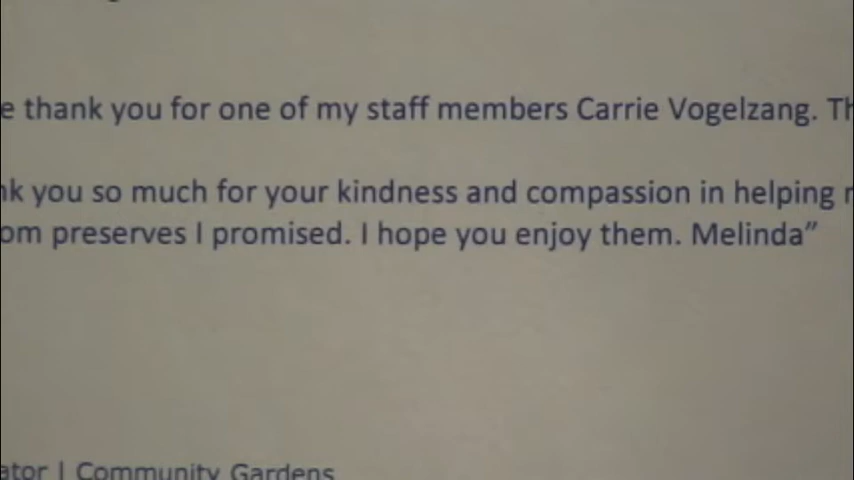 e thank you for one of my staff members Carrie Vogelzang. Th
nk you so much for your kindness and compassion in helping
om preserves I promised. I hope you enjoy them. Melinda”
ator | Community Gardens